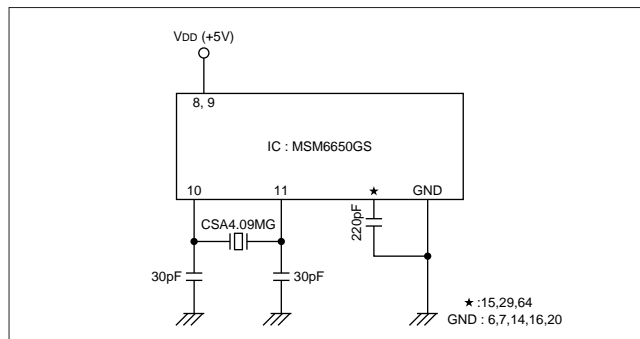 VDD (+5V)
8, 9
IC : MSM6650GS
10
11
★
GND
CSA4.09MG
220pF
30pF
30pF
★ :15,29,64
GND : 6,7,14,16,20